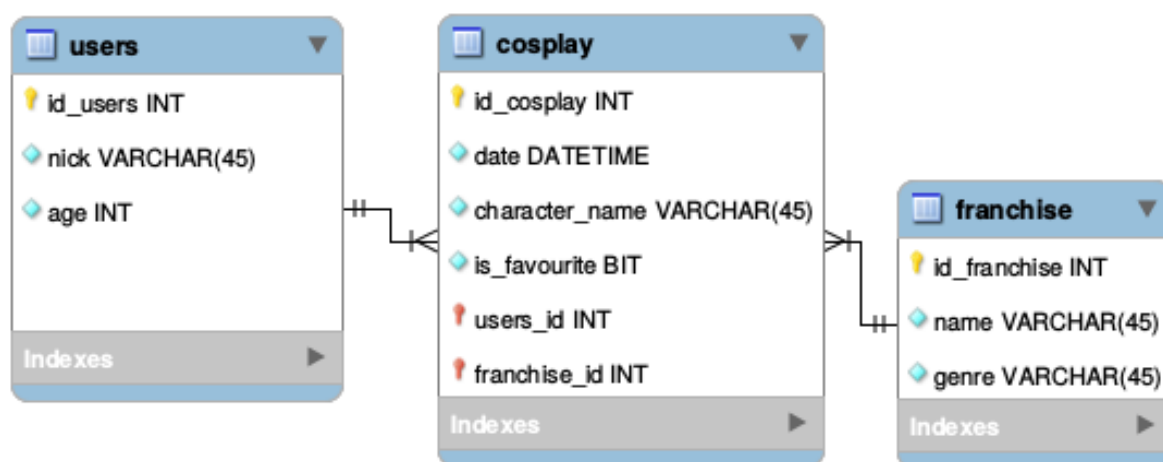 users
id_users INT
nick VARCHAR(45)
age INT
Indexes
cosplay
id_cosplay INT
date DATETIME
character_name VARCHAR(45)
is_favourite BIT
users_id INT
franchise_id INT
Indexes
franchise
id_franchise INT
name VARCHAR(45)
genre VARCHAR(45)
Indexes